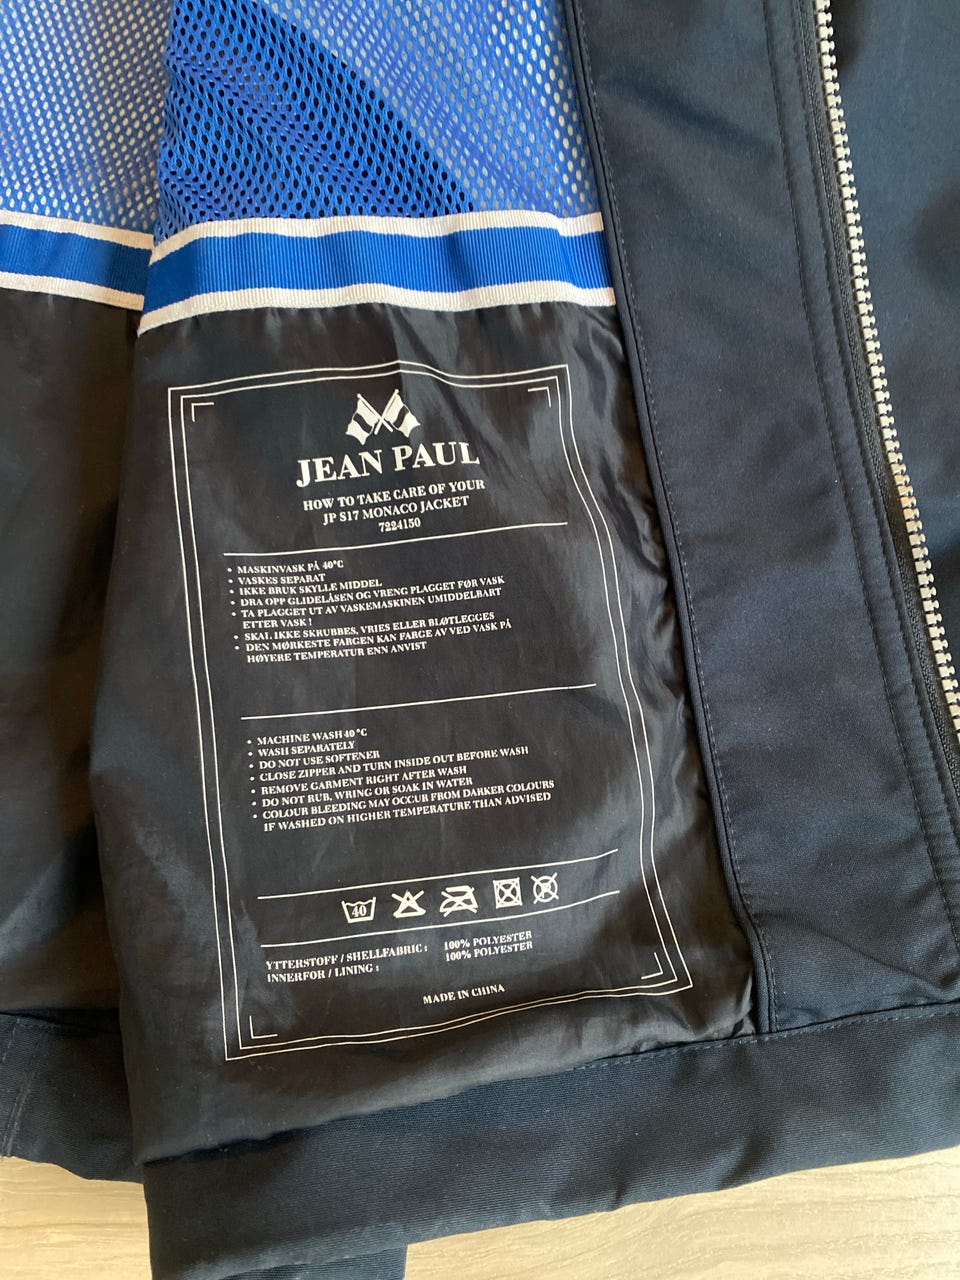 JEAN PAUL
HOW TO TAKE CARE OF YOUR
JP S17 MONACO JACKET
7224150
• MASKINVASK PÅ 40°C
• VASKES SEPARAT
• IKKE BRUK SKYLLE MIDDEL
• DRA OPP GLIDELÅSEN OG VRENG PLAGGET FØR VASK
• TA PLAGGET UT AV VASKEMASKINEN UMIDDELBART
ETTER VASK !
• SKAL IKKE SKRUBBES, VRIES ELLER BLØTLEGGES
• DEN MØRKESTE FARGEN KAN FARGE AV VED VASK PÅ
HØYERE TEMPERATUR ENN ANVIST
• MACHINE WASH 40 °C
• WASH SEPARATELY
• DO NOT USE SOFTENER
• CLOSE ZIPPER AND TURN INSIDE OUT BEFORE WASH
• REMOVE GARMENT RIGHT AFTER WASH
• DO NOT RUB, WRING OR SOAK IN WATER
• COLOUR BLEEDING MAY OCCUR FROM DARKER COLOURS
IF WASHED ON HIGHER TEMPERATURE THAN ADVISED
40
YTTERSTOFF / SHELLFABRIC : 100% POLYESTER
INNERFOR / LINING : 100% POLYESTER
MADE IN CHINA